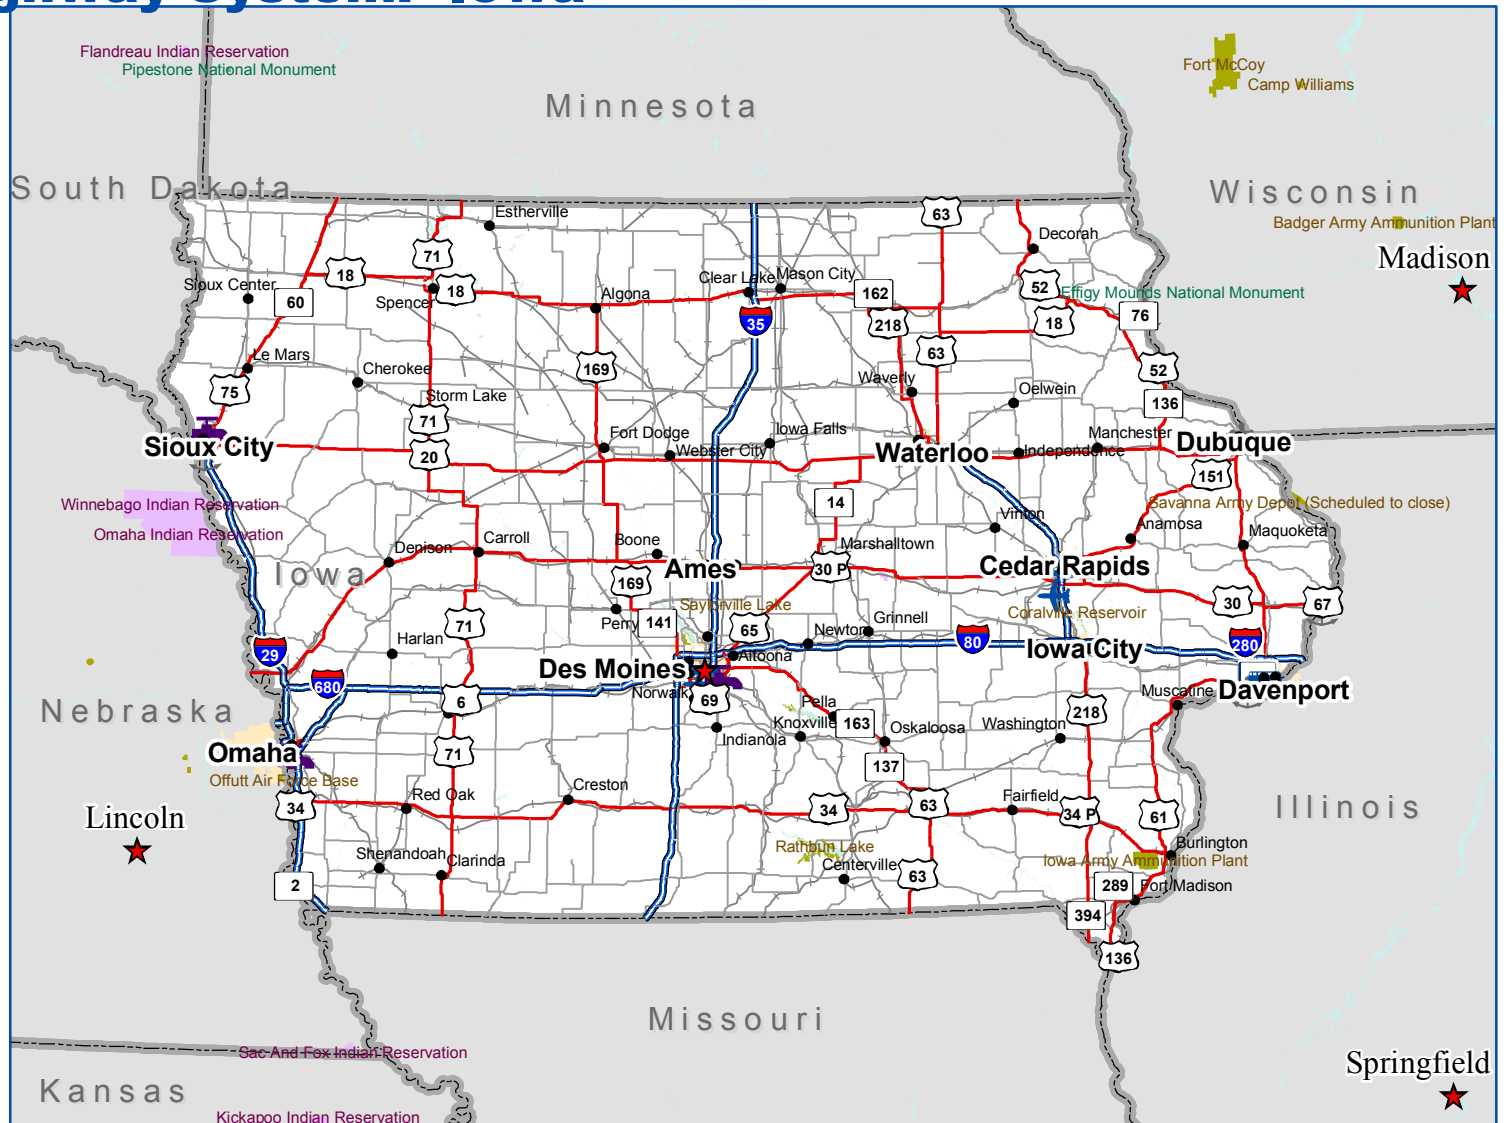 Highway System: Iowa
Flandreau Indian Reservation
Pipestone National Monument
Fort McCoy
Camp Williams
Minnesota
South Dakota
Wisconsin
Badger Army Ammunition Plant
Madison
Estherville
63
Decorah
71
18
Sioux Center
60
Spencer
18
Algona
Clear Lake
Mason City
162
52
Effigy Mounds National Monument
76
35
218
18
63
Le Mars
Cherokee
169
Waverly
52
75
Storm Lake
Oelwein
136
71
Sioux City
Fort Dodge
Iowa Falls
Manchester
Dubuque
20
Webster City
Waterloo
Independence
151
Winnebago Indian Reservation
14
Savanna Army Depot (Scheduled to close)
Vinton
Anamosa
Maquoketa
Omaha Indian Reservation
Denison
Carroll
Boone
Marshalltown
Iowa
Ames
30 P
Cedar Rapids
169
Saylorville Lake
Coralville Reservoir
30
67
Perry
141
71
65
Grinnell
Harlan
Newton
80
280
29
Altoona
Iowa City
Des Moines
680
Norwalk
69
6
Pella
Muscatine
Davenport
Nebraska
Knoxville
163
Oskaloosa
Washington
218
Indianola
Omaha
71
137
Offutt Air Force Base
Creston
34
Red Oak
34
63
Fairfield
34 P
61
Illinois
Lincoln
Rathbun Lake
Burlington
Shenandoah
Clarinda
Centerville
Iowa Army Ammunition Plant
63
2
289
Fort Madison
394
136
Missouri
Sac And Fox Indian Reservation
Springfield
Kansas
Kickapoo Indian Reservation